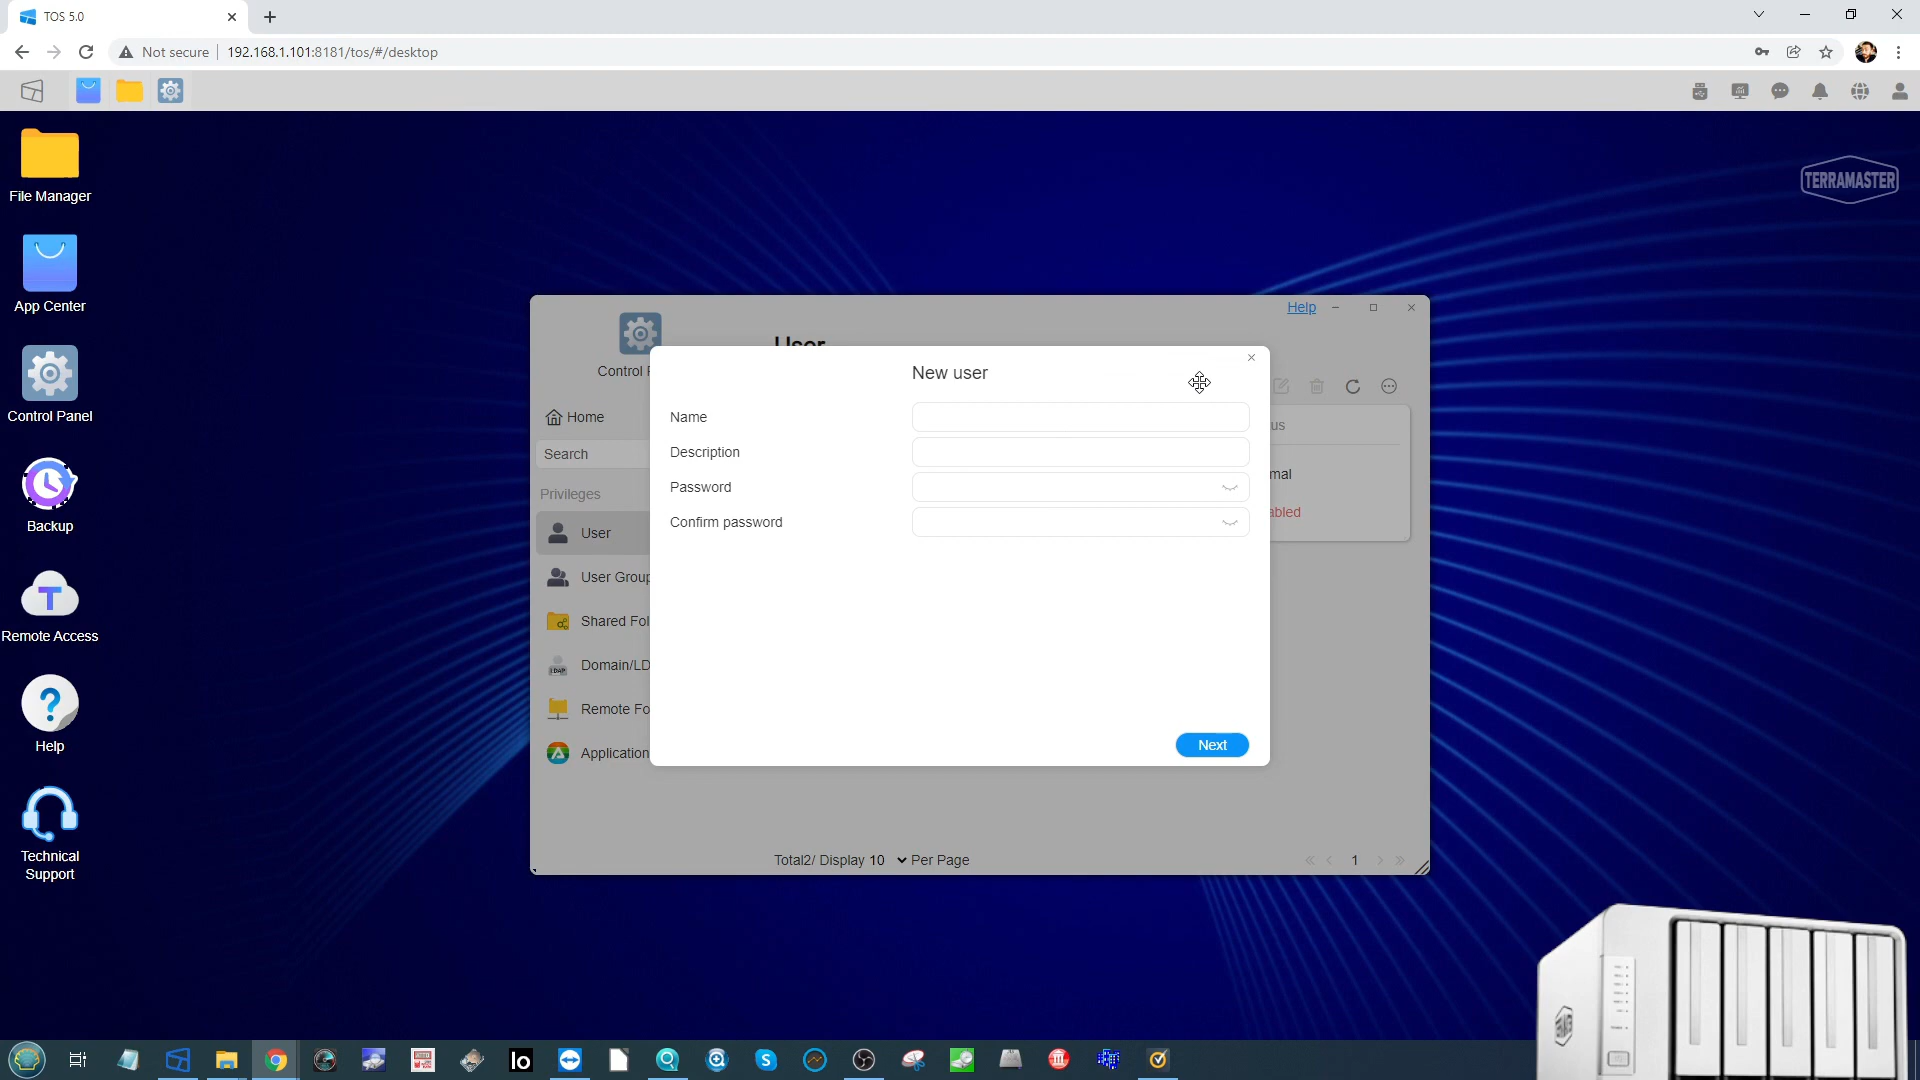 TOS 5.0
Not secure
192.168.1.101:8181/tos/#/desktop
File Manager
App Center
Control Panel
Backup
T
Remote Access
?
Help
Technical
Support
TERRAMASTER
Help
User
Control
Home
Search
Privileges
User
User Group
Shared Fol
LDAP
Domain/LD
Remote Fo
Application
New user
Name
Description
Password
Confirm password
Next
us
mal
abled
Total2/ Display 10 Per Page
« < 1 > »
Io
S